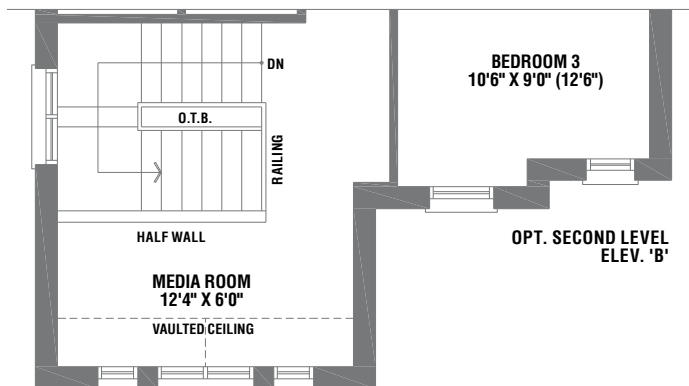 BEDROOM 3
10'6" X 9'0" (12'6")
DN
O.T.B.
RAILING
HALF WALL
OPT. SECOND LEVEL
ELEV. 'B'
MEDIA ROOM
12'4" X 6'0"
VAULTED CEILING